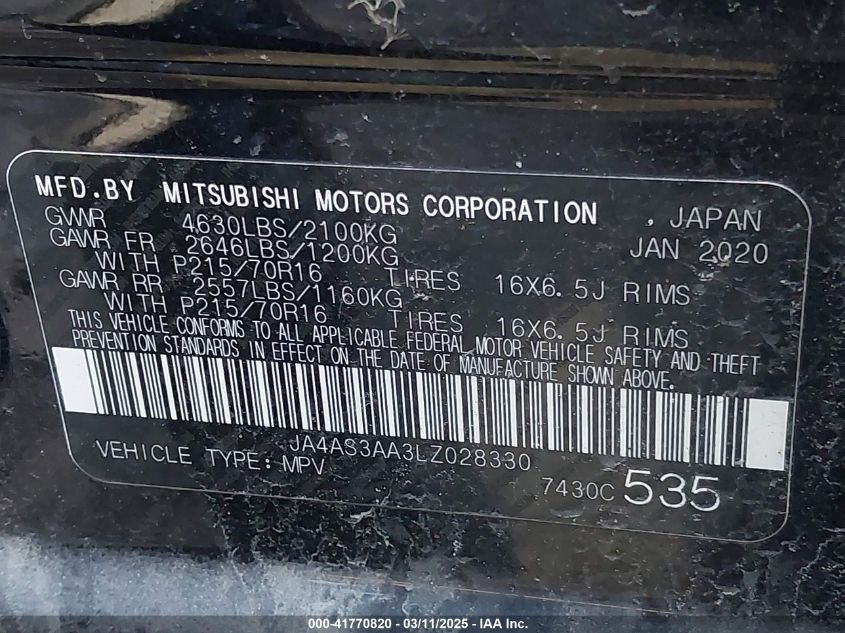 MFD.BY MITSUBISHI MOTORS CORPORATION , JAPAN
GVWR 4630LBS/2100KG JAN 2020
GAWR FR 2646LBS/1200KG
WITH P215/70R16 TIRES 16X6.5J RIMS
GAWR RR 2557LBS/1160KG
WITH P215/70R16 TIRES 16X6.5J RIMS
THIS VEHICLE CONFORMS TO ALL APPLICABLE FEDERAL MOTOR VEHICLE SAFETY AND THEFT
PREVENTION STANDARDS IN EFFECT ON THE DATE OF MANUFACTURE SHOWN ABOVE.
JA4AS3AA3LZ028330
VEHICLE TYPE: MPV
7430C 535
000-41770820 - 03/11/2025 - IAA Inc.